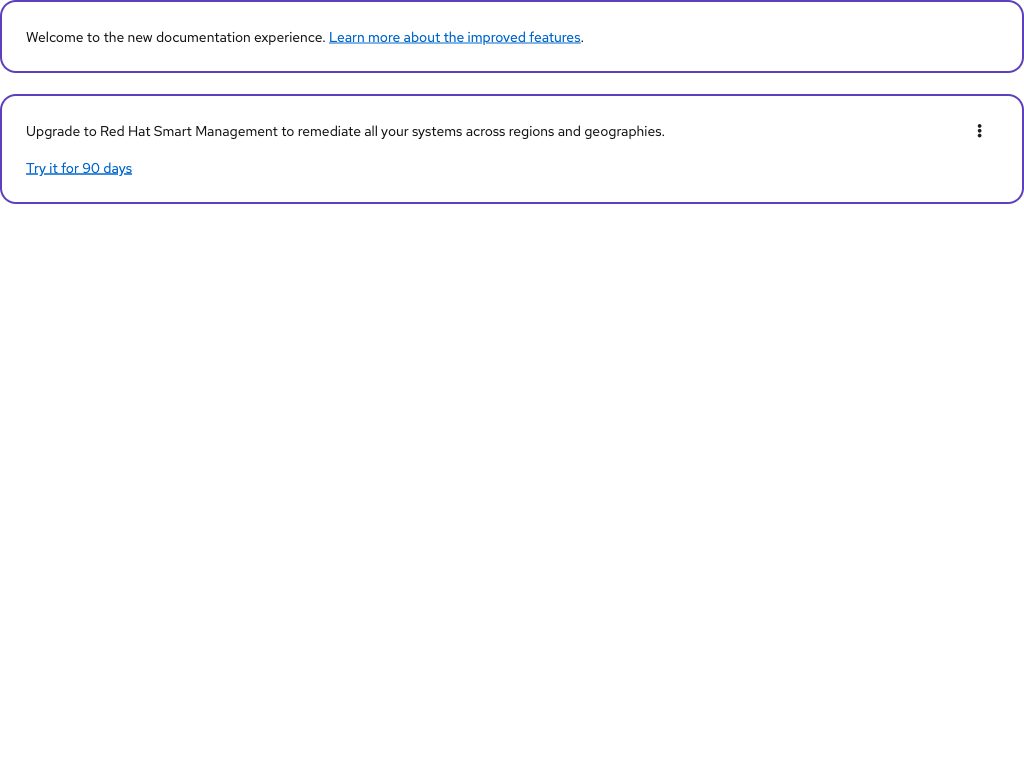 Welcome to the new documentation experience. Learn more about the improved features.
Upgrade to Red Hat Smart Management to remediate all your systems across regions and geographies.
Try it for 90 days